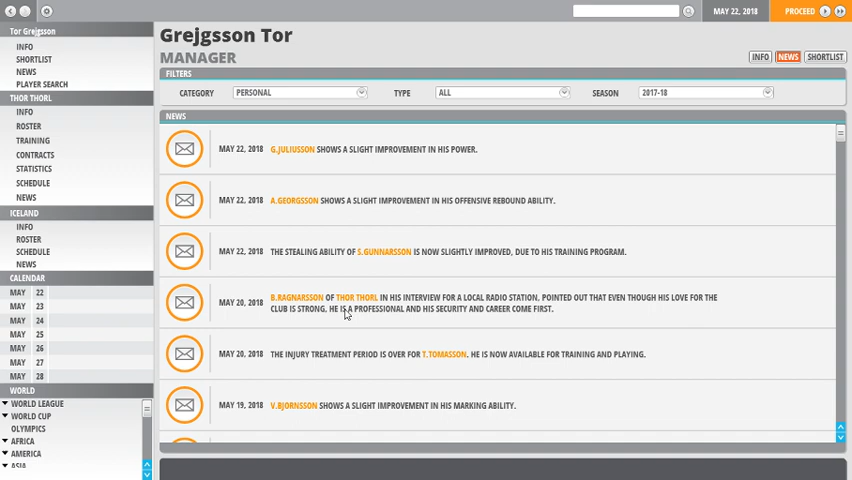 MAY 22, 2018
PROCEED
Tor Grejgsson
INFO
SHORTLIST
NEWS
PLAYER SEARCH
THOR THORL
INFO
ROSTER
TRAINING
CONTRACTS
STATISTICS
SCHEDULE
NEWS
ICELAND
INFO
ROSTER
SCHEDULE
NEWS
CALENDAR
MAY 22
MAY 23
MAY 24
MAY 25
MAY 26
MAY 27
MAY 28
WORLD
WORLD LEAGUE
WORLD CUP
OLYMPICS
AFRICA
AMERICA
ASIA
Grejgsson Tor
MANAGER
INFO NEWS SHORTLIST
FILTERS
CATEGORY PERSONAL TYPE ALL SEASON 2017-18
NEWS
MAY 22, 2018 G.JULIUSSON SHOWS A SLIGHT IMPROVEMENT IN HIS POWER.
MAY 22, 2018 A.GEORGSSON SHOWS A SLIGHT IMPROVEMENT IN HIS OFFENSIVE REBOUND ABILITY.
MAY 22, 2018 THE STEALING ABILITY OF S.GUNNARSSON IS NOW SLIGHTLY IMPROVED, DUE TO HIS TRAINING PROGRAM.
MAY 20, 2018 B.RAGNARSSON OF THOR THORL IN HIS INTERVIEW FOR A LOCAL RADIO STATION, POINTED OUT THAT EVEN THOUGH HIS LOVE FOR THE
CLUB IS STRONG, HE IS A PROFESSIONAL AND HIS SECURITY AND CAREER COME FIRST.
MAY 20, 2018 THE INJURY TREATMENT PERIOD IS OVER FOR T.TOMASSON. HE IS NOW AVAILABLE FOR TRAINING AND PLAYING.
MAY 19, 2018 V.BJORNSSON SHOWS A SLIGHT IMPROVEMENT IN HIS MARKING ABILITY.